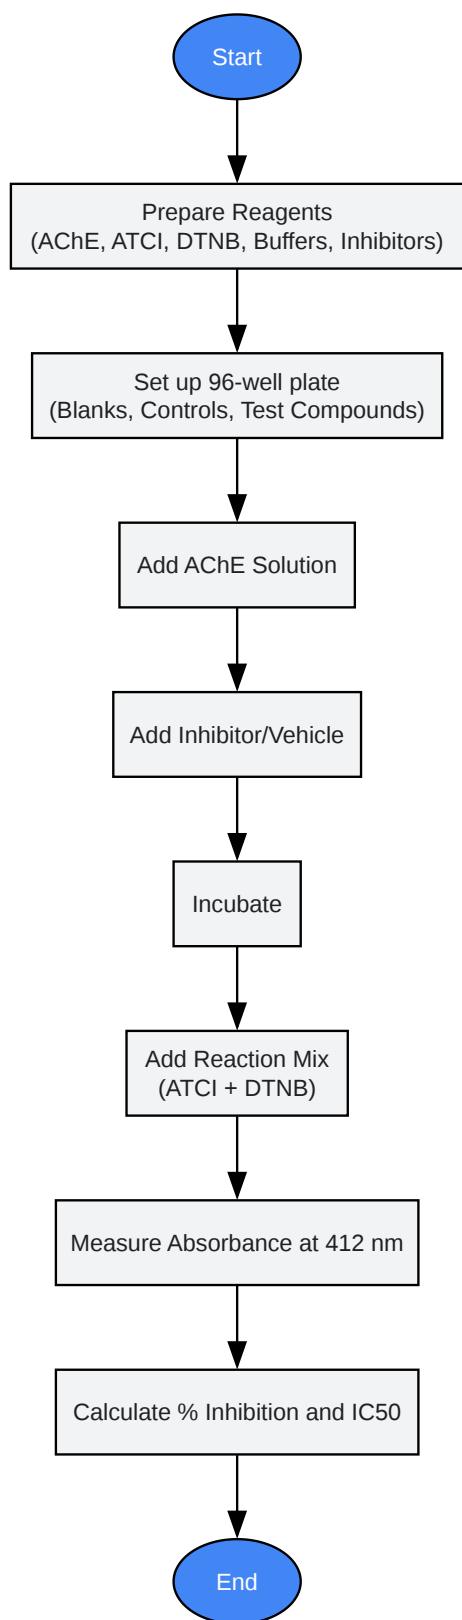 Start
Prepare Reagents
(AChE, ATCI, DTNB, Buffers, Inhibitors)
Set up 96-well plate
(Blanks, Controls, Test Compounds)
Add AChE Solution
Add Inhibitor/Vehicle
Incubate
Add Reaction Mix
(ATCI + DTNB)
Measure Absorbance at 412 nm
Calculate % Inhibition and IC50
End